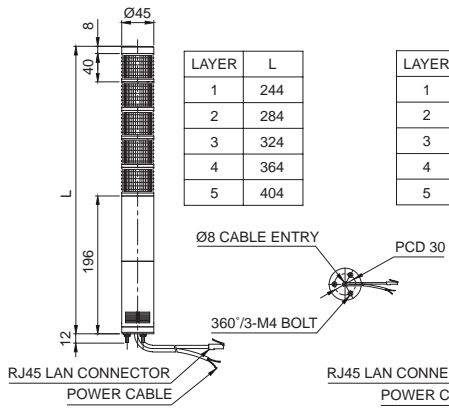 Ø45
8
40
L
196
12
LAYER L
1 244
2 284
3 324
4 364
5 404
LAYER
1
2
3
4
5
Ø8 CABLE ENTRY
PCD 30
360°/3-M4 BOLT
RJ45 LAN CONNECTOR
POWER CABLE
RJ45 LAN CONNE
POWER C